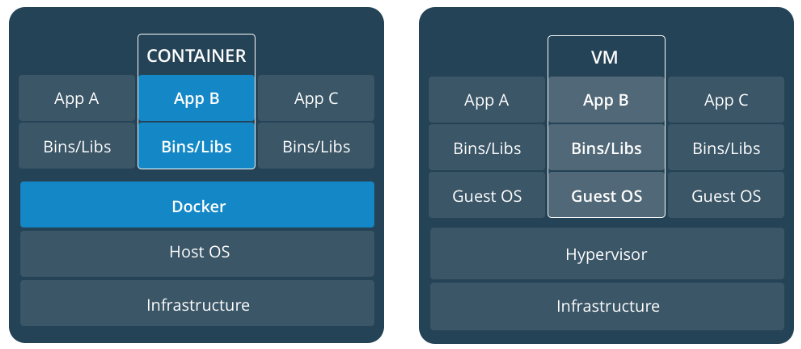 CONTAINER
App A App B App C
Bins/Libs Bins/Libs Bins/Libs
Docker
Host OS
Infrastructure
VM
App A App B App C
Bins/Libs Bins/Libs Bins/Libs
Guest OS Guest OS Guest OS
Hypervisor
Infrastructure